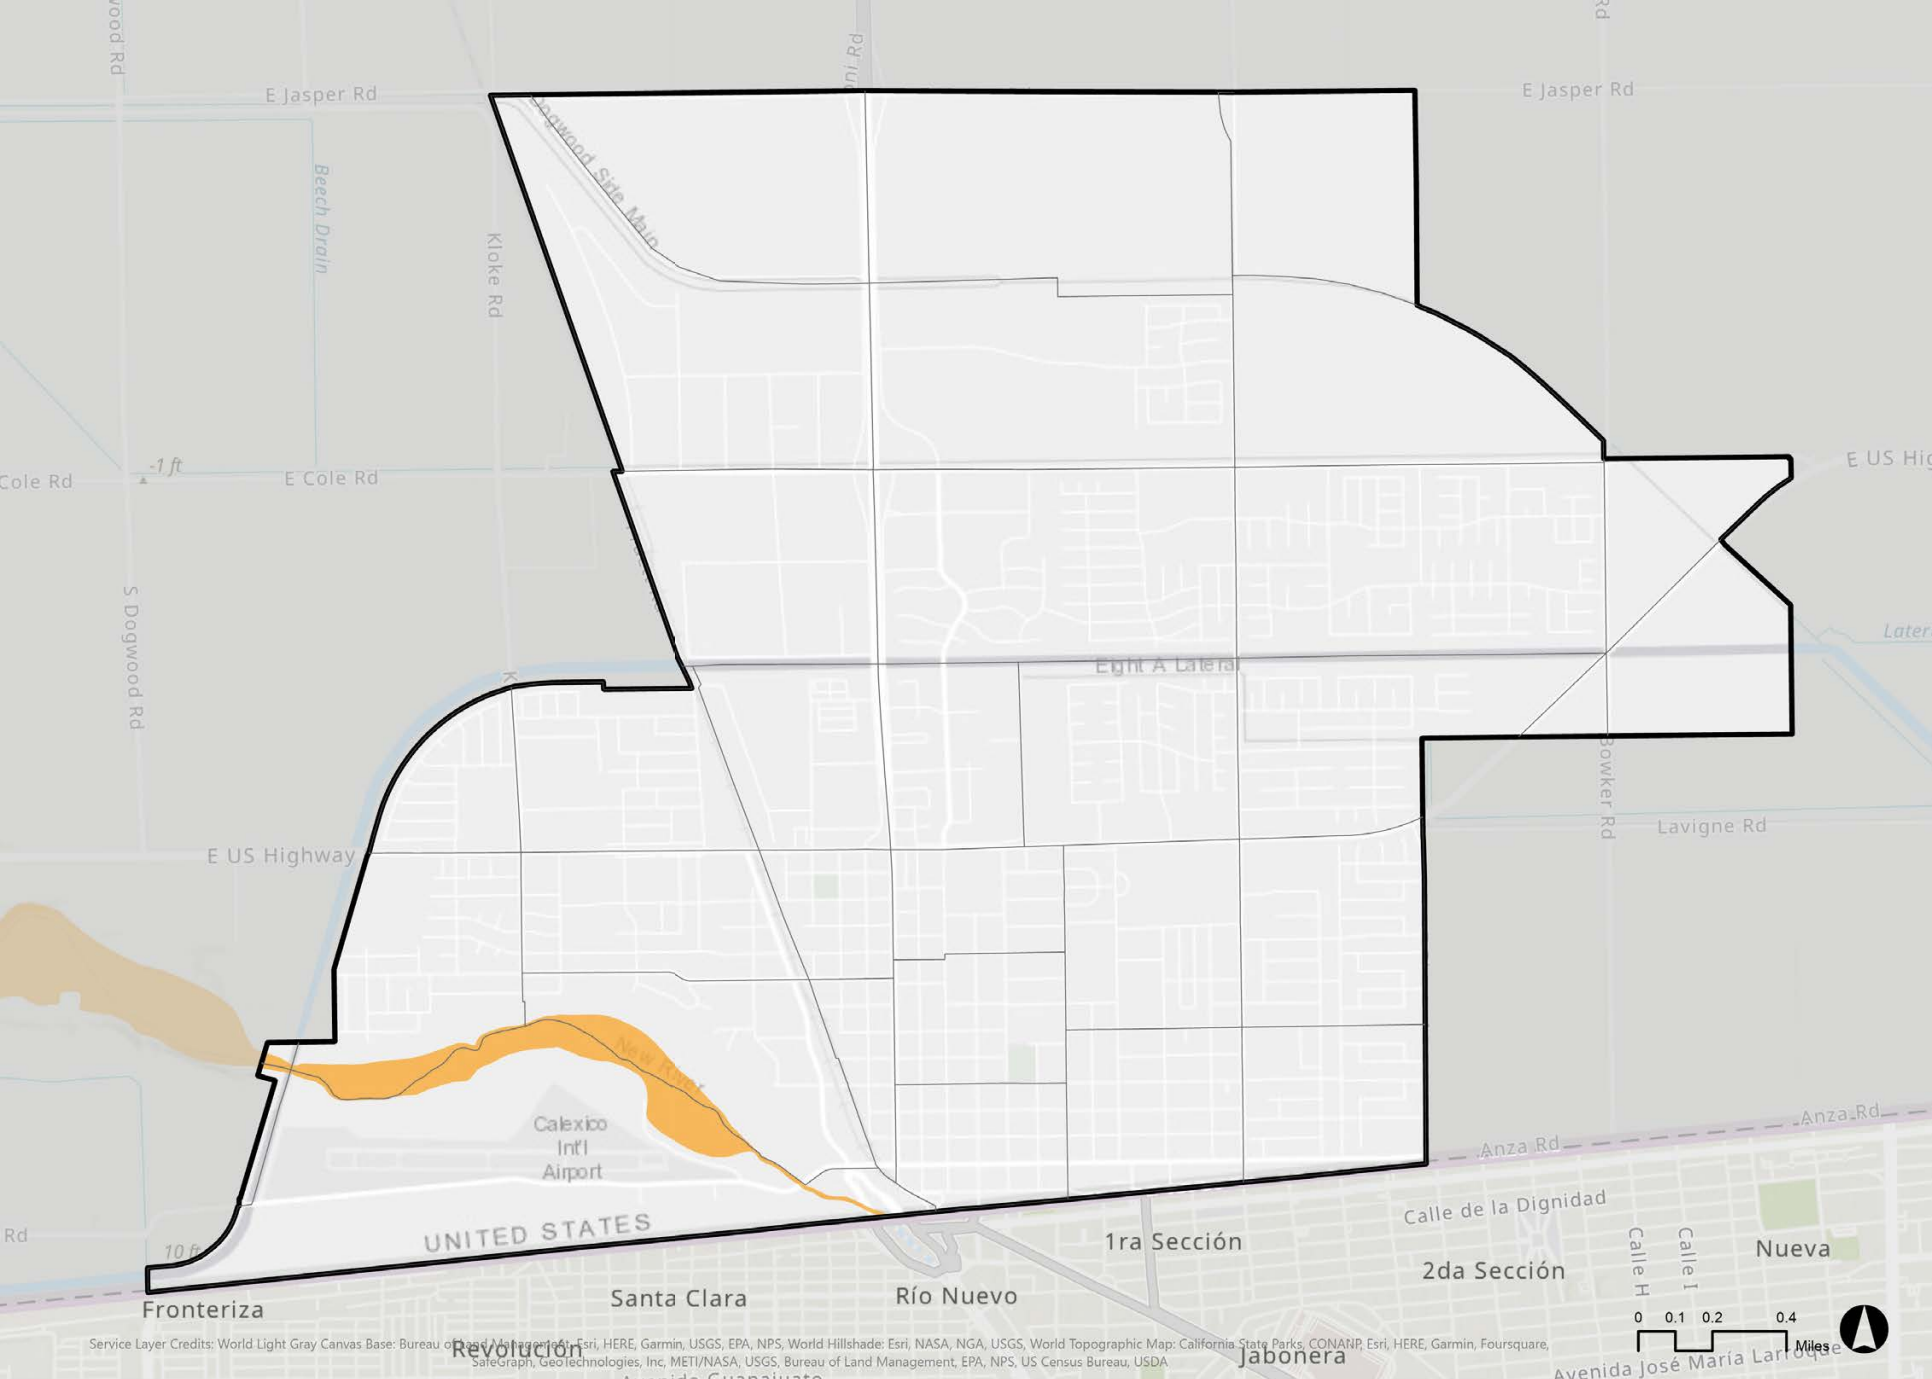 E Jasper Rd
E Jasper Rd
Dogwood Side Main
Beech Drain
Kloke Rd
-1 ft
Cole Rd
E Cole Rd
E US Hig
S Dogwood Rd
Later
Eight A Lateral
E US Highway
Bowker Rd
Lavigne Rd
New River
Calexico
Int'l
Airport
Anza Rd
Anza Rd
UNITED STATES
Rd
10 ft
Calle de la Dignidad
1ra Sección
2da Sección
Calle H
Calle I
Nueva
Fronteriza
Santa Clara
Río Nuevo
0 0.1 0.2 0.4
Miles
Revolución
Jabonera
Avenida José María Larroque
Service Layer Credits: World Light Gray Canvas Base: Bureau of Land Management, Esri, HERE, Garmin, USGS, EPA, NPS, World Hillshade: Esri, NASA, NGA, USGS, World Topographic Map: California State Parks, CONANP, Esri, HERE, Garmin, Foursquare,
SafeGraph, GeoTechnologies, Inc, METI/NASA, USGS, Bureau of Land Management, EPA, NPS, US Census Bureau, USDA